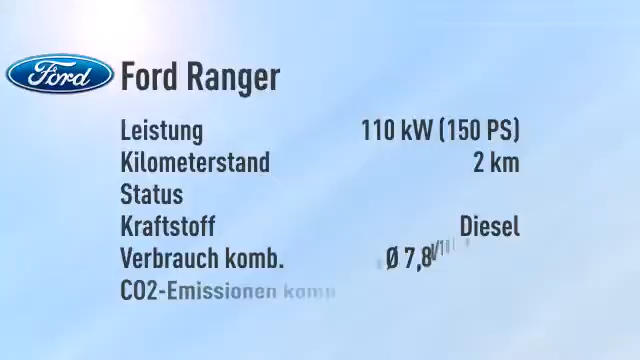 Ford Ford Ranger
Leistung 110 kW (150 PS)
Kilometerstand 2 km
Status
Kraftstoff Diesel
Verbrauch komb. Ø 7,8
CO2-Emissionen